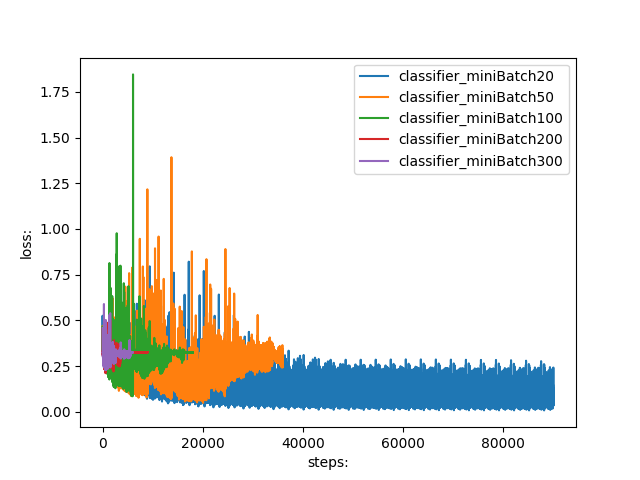 classifier_miniBatch20
classifier_miniBatch50
classifier_miniBatch100
classifier_miniBatch200
classifier_miniBatch300
1.75
1.50
1.25
1.00
0.75
0.50
0.25
0.00
loss:
0 20000 40000 60000 80000
steps: